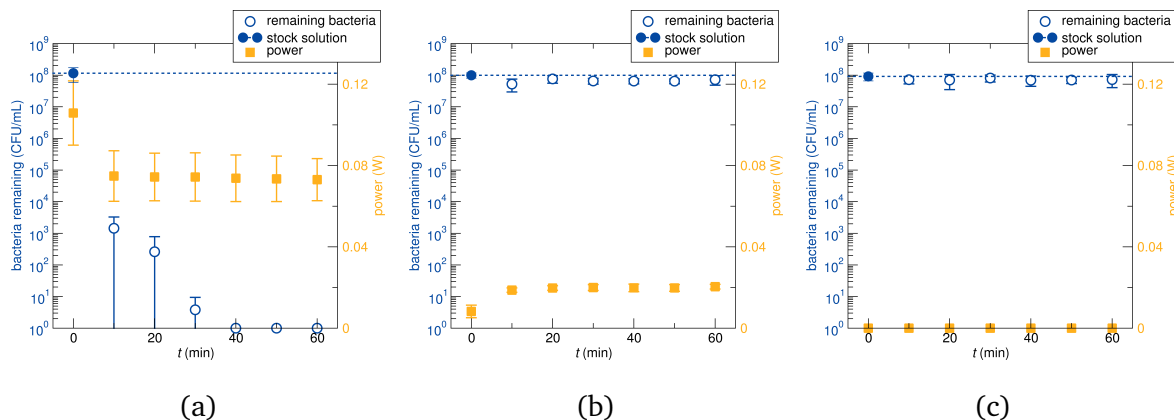 remaining bacteria
stock solution
power
bacteria remaining (CFU/mL)
10⁹
10⁸
10⁷
10⁶
10⁵
10⁴
10³
10²
10¹
10⁰
0.12
0.08
0.04
0
power (W)
0 20 40 60
t (min)
(a)
remaining bacteria
stock solution
power
bacteria remaining (CFU/mL)
10⁹
10⁸
10⁷
10⁶
10⁵
10⁴
10³
10²
10¹
10⁰
0.12
0.08
0.04
0
power (W)
0 20 40 60
t (min)
(b)
remaining bacteria
stock solution
power
bacteria remaining (CFU/mL)
10⁹
10⁸
10⁷
10⁶
10⁵
10⁴
10³
10²
10¹
10⁰
0.12
0.08
0.04
0
power (W)
0 20 40 60
t (min)
(c)